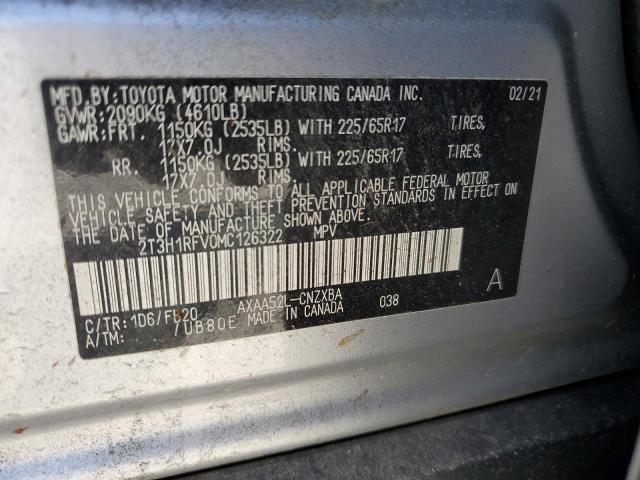 MFD.BY:TOYOTA MOTOR MANUFACTURING CANADA INC. 02/21
GVWR:2090KG (4610LB)
GAWR:FRT. 1150KG (2535LB) WITH 225/65R17 TIRES,
17X7.0J RIMS.
RR. 1150KG (2535LB) WITH 225/65R17 TIRES,
17X7.0J RIMS.
THIS VEHICLE CONFORMS TO ALL APPLICABLE FEDERAL MOTOR
VEHICLE SAFETY AND THEFT PREVENTION STANDARDS IN EFFECT ON
THE DATE OF MANUFACTURE SHOWN ABOVE.
2T3H1RFV0MC126322 MPV
A
C/TR:1D6/FB20 AXAA52L-CNZXBA 038
A/TM: /UB80E MADE IN CANADA